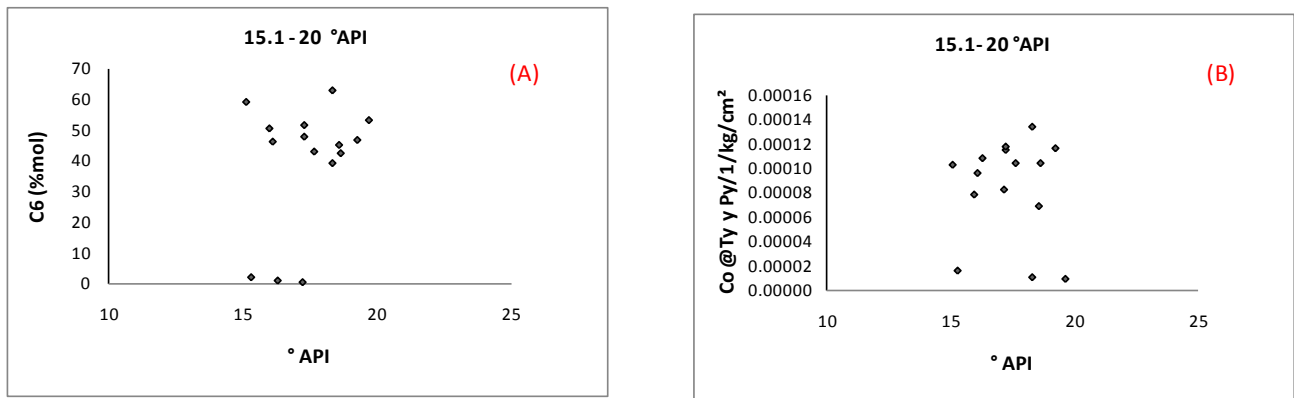 15.1-20 °API
(A)
70
60
50
40
30
20
10
0
C6 (%mol)
10 15 20 25
° API
15.1-20 °API
(B)
0.00016
0.00014
0.00012
0.00010
0.00008
0.00006
0.00004
0.00002
0.00000
Co @Ty y Py/1/kg/cm²
10 15 20 25
° API